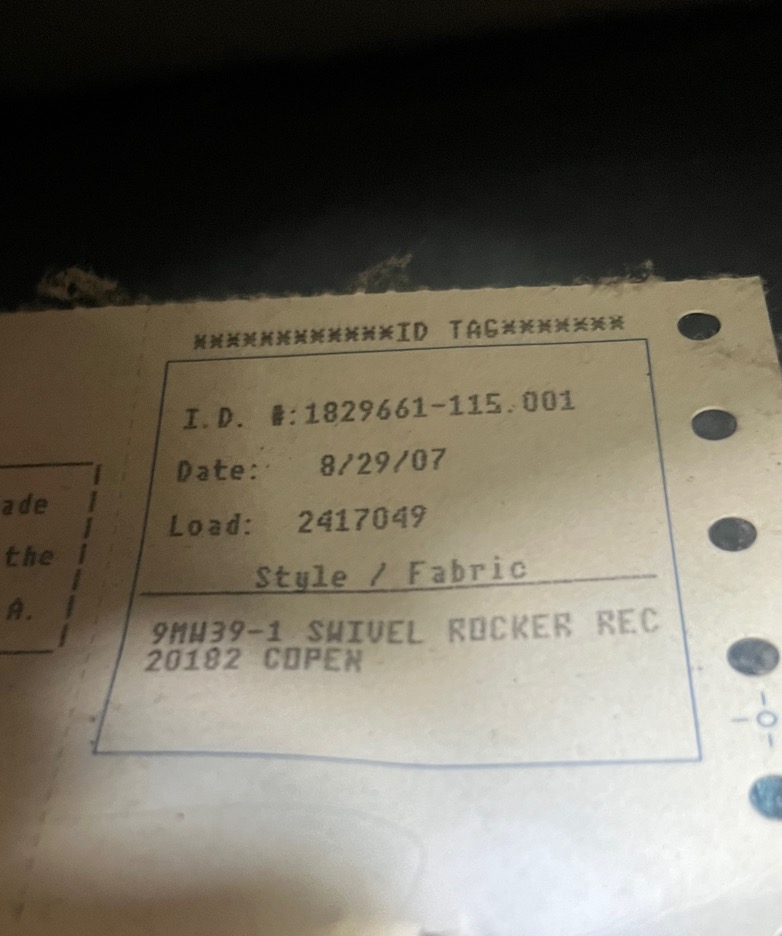 ************ID TAG*******
I.D. #:1829661-115.001
Date: 8/29/07
Load: 2417049
Style / Fabric
9MW39-1 SWIVEL ROCKER REC
20182 COPEN
ade
the
A.